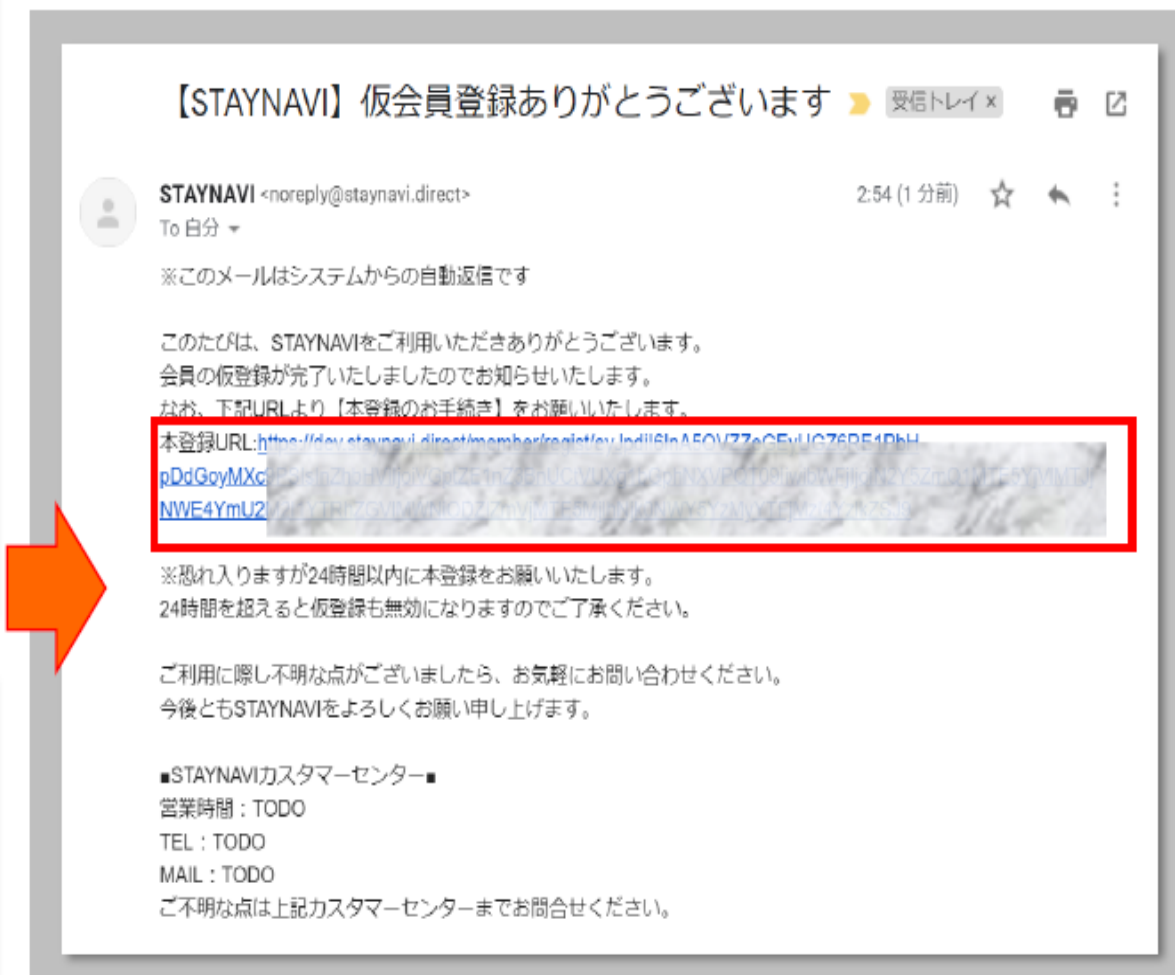 【STAYNAVI】仮会員登録ありがとうございます 受信トレイ ×
STAYNAVI <noreply@staynavi.direct> 2:54 (1 分前)
To 自分
※このメールはシステムからの自動返信です
このたびは、STAYNAVIをご利用いただきありがとうございます。
会員の仮登録が完了いたしましたのでお知らせいたします。
なお、下記URLより【本登録のお手続き】をお願いいたします。
本登録URL:https://dev.staynavi.direct/member/regist/
pDdGoyMXc
NWE4YmU2
※恐れ入りますが24時間以内に本登録をお願いいたします。
24時間を超えると仮登録も無効になりますのでご了承ください。
ご利用に際し不明な点がございましたら、お気軽にお問い合わせください。
今後ともSTAYNAVIをよろしくお願い申し上げます。
■STAYNAVIカスタマーセンター■
営業時間：TODO
TEL：TODO
MAIL：TODO
ご不明な点は上記カスタマーセンターまでお問合せください。